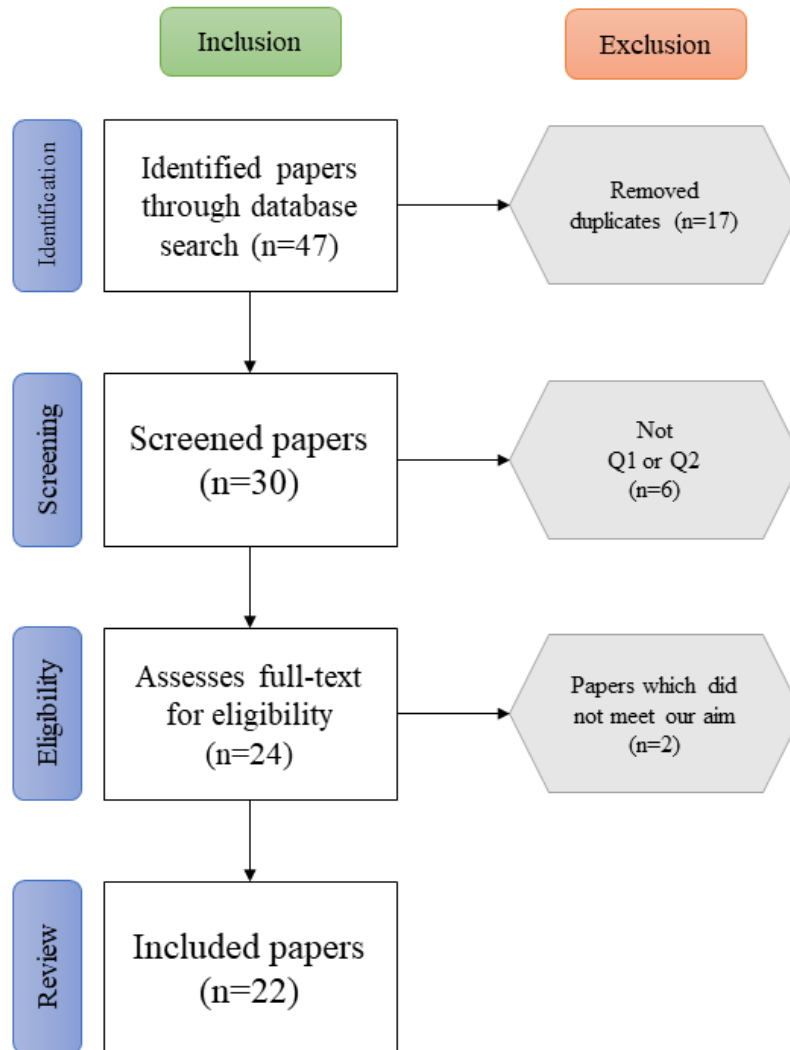 Inclusion
Exclusion
Identification
Identified papers
through database
search (n=47)
Removed
duplicates (n=17)
Screening
Screened papers
(n=30)
Not
Q1 or Q2
(n=6)
Eligibility
Assesses full-text
for eligibility
(n=24)
Papers which did
not meet our aim
(n=2)
Review
Included papers
(n=22)